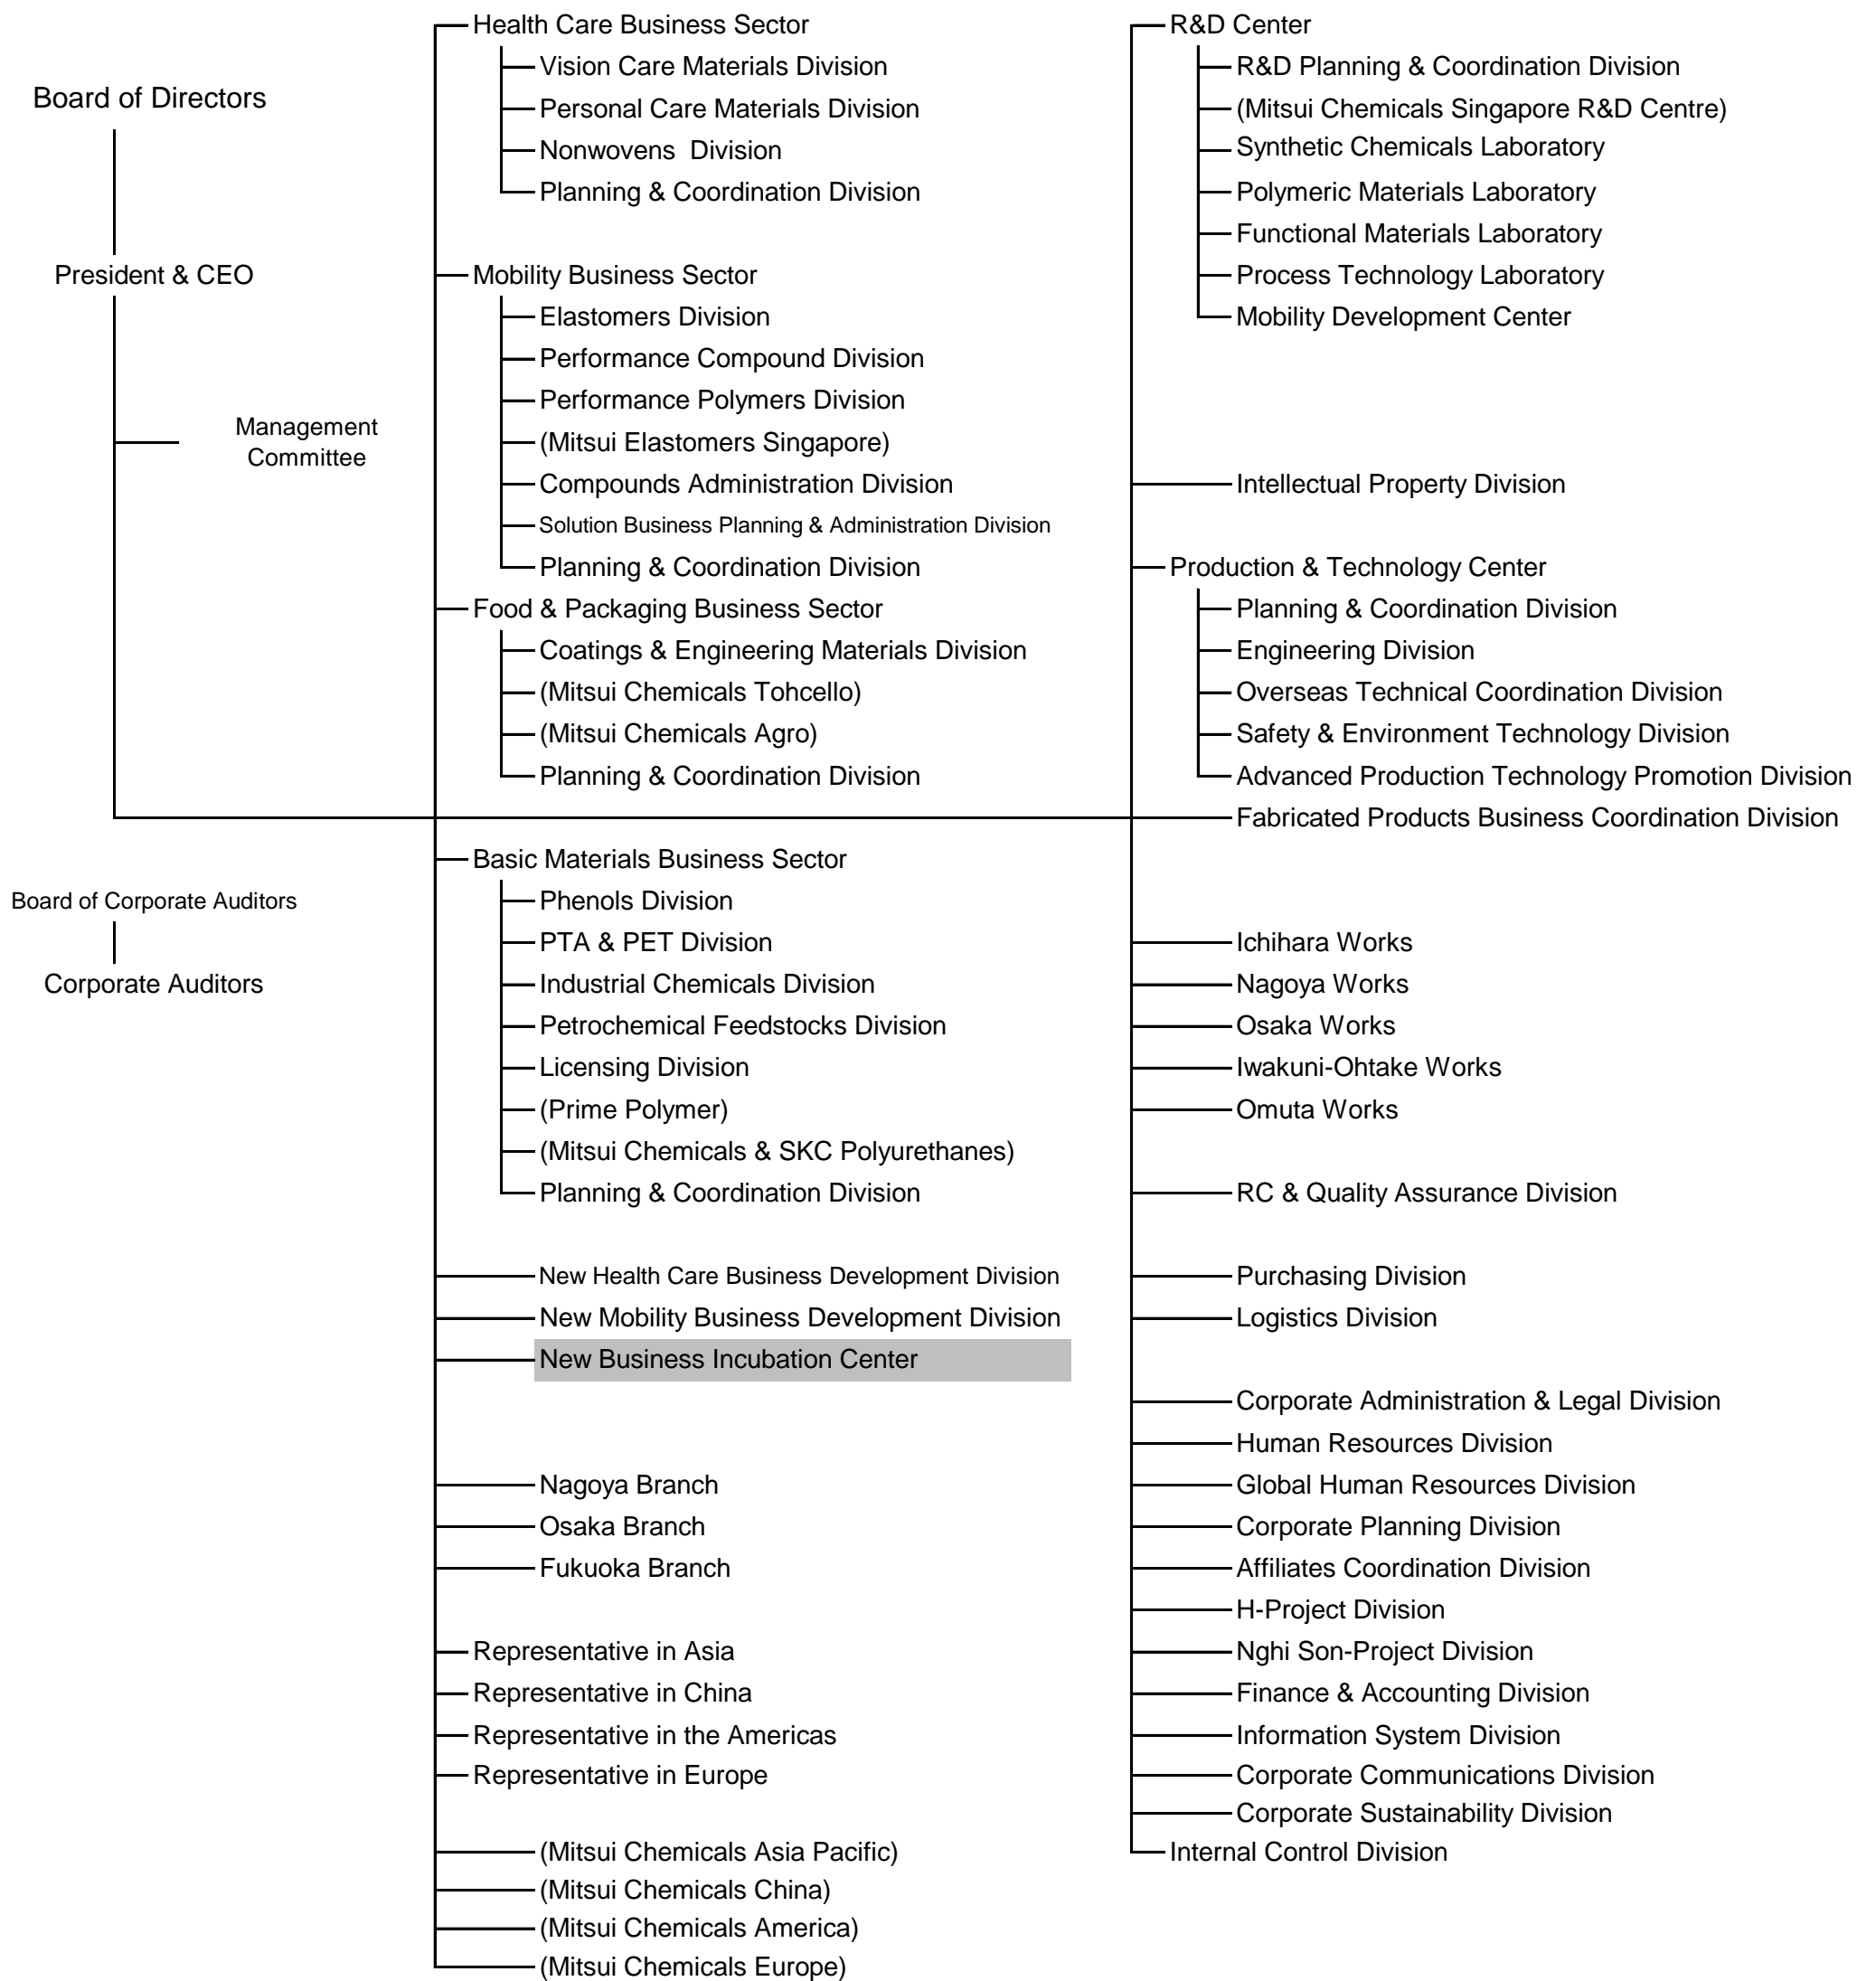 Board of Directors
President & CEO
Management
Committee
Board of Corporate Auditors
Corporate Auditors
Health Care Business Sector
Vision Care Materials Division
Personal Care Materials Division
Nonwovens  Division
Planning & Coordination Division
Mobility Business Sector
Elastomers Division
Performance Compound Division
Performance Polymers Division
(Mitsui Elastomers Singapore)
Compounds Administration Division
Solution Business Planning & Administration Division
Planning & Coordination Division
Food & Packaging Business Sector
Coatings & Engineering Materials Division
(Mitsui Chemicals Tohcello)
(Mitsui Chemicals Agro)
Planning & Coordination Division
Basic Materials Business Sector
Phenols Division
PTA & PET Division
Industrial Chemicals Division
Petrochemical Feedstocks Division
Licensing Division
(Prime Polymer)
(Mitsui Chemicals & SKC Polyurethanes)
Planning & Coordination Division
New Health Care Business Development Division
New Mobility Business Development Division
New Business Incubation Center
Nagoya Branch
Osaka Branch
Fukuoka Branch
Representative in Asia
Representative in China
Representative in the Americas
Representative in Europe
(Mitsui Chemicals Asia Pacific)
(Mitsui Chemicals China)
(Mitsui Chemicals America)
(Mitsui Chemicals Europe)
R&D Center
R&D Planning & Coordination Division
(Mitsui Chemicals Singapore R&D Centre)
Synthetic Chemicals Laboratory
Polymeric Materials Laboratory
Functional Materials Laboratory
Process Technology Laboratory
Mobility Development Center
Intellectual Property Division
Production & Technology Center
Planning & Coordination Division
Engineering Division
Overseas Technical Coordination Division
Safety & Environment Technology Division
Advanced Production Technology Promotion Division
Fabricated Products Business Coordination Division
Ichihara Works
Nagoya Works
Osaka Works
Iwakuni-Ohtake Works
Omuta Works
RC & Quality Assurance Division
Purchasing Division
Logistics Division
Corporate Administration & Legal Division
Human Resources Division
Global Human Resources Division
Corporate Planning Division
Affiliates Coordination Division
H-Project Division
Nghi Son-Project Division
Finance & Accounting Division
Information System Division
Corporate Communications Division
Corporate Sustainability Division
Internal Control Division